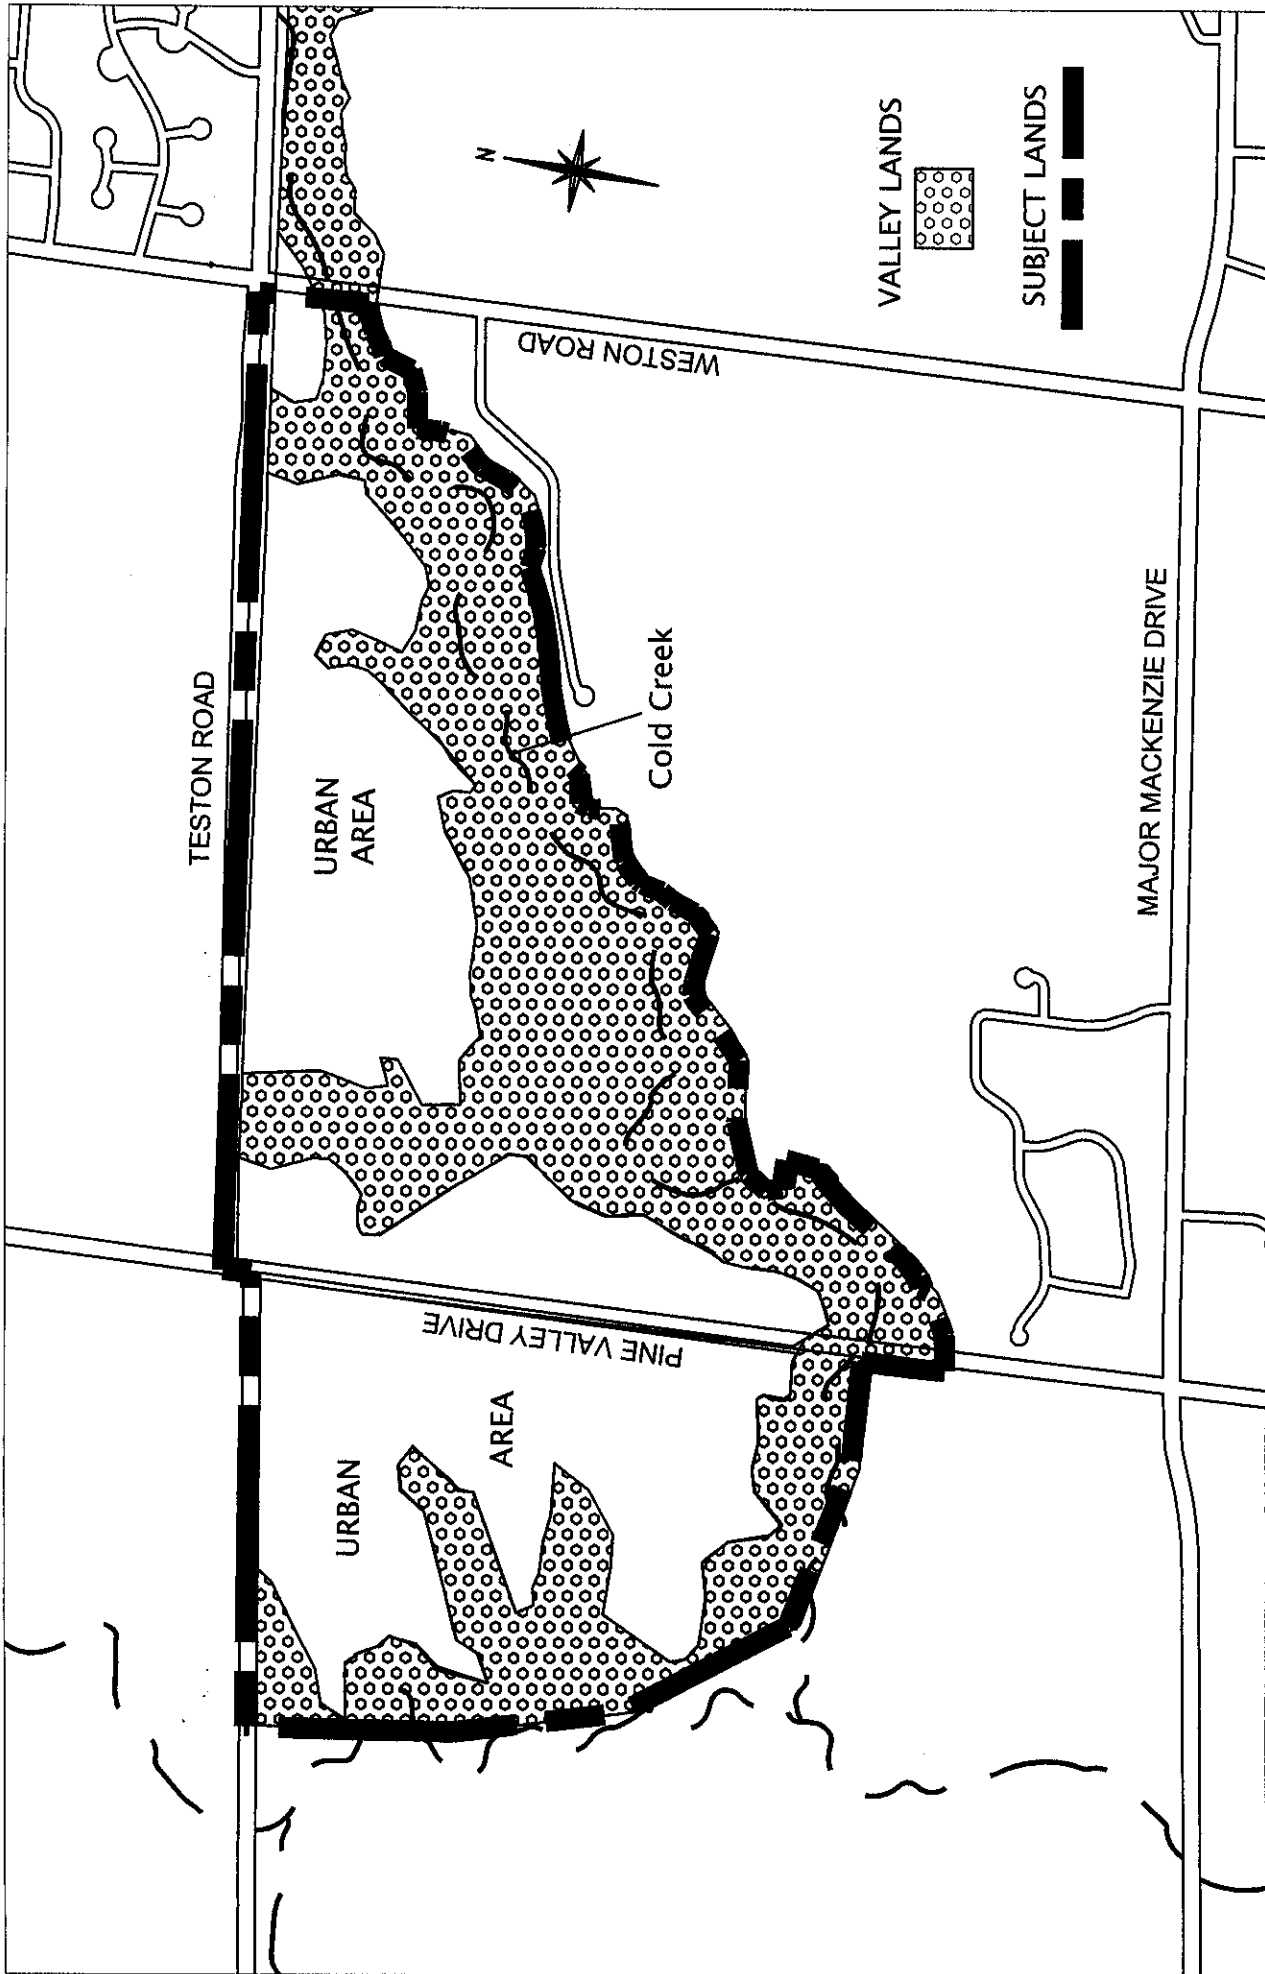 TESTON ROAD
URBAN
AREA
URBAN
AREA
PINE VALLEY DRIVE
WESTON ROAD
Cold Creek
MAJOR MACKENZIE DRIVE
N
VALLEY LANDS
SUBJECT LANDS